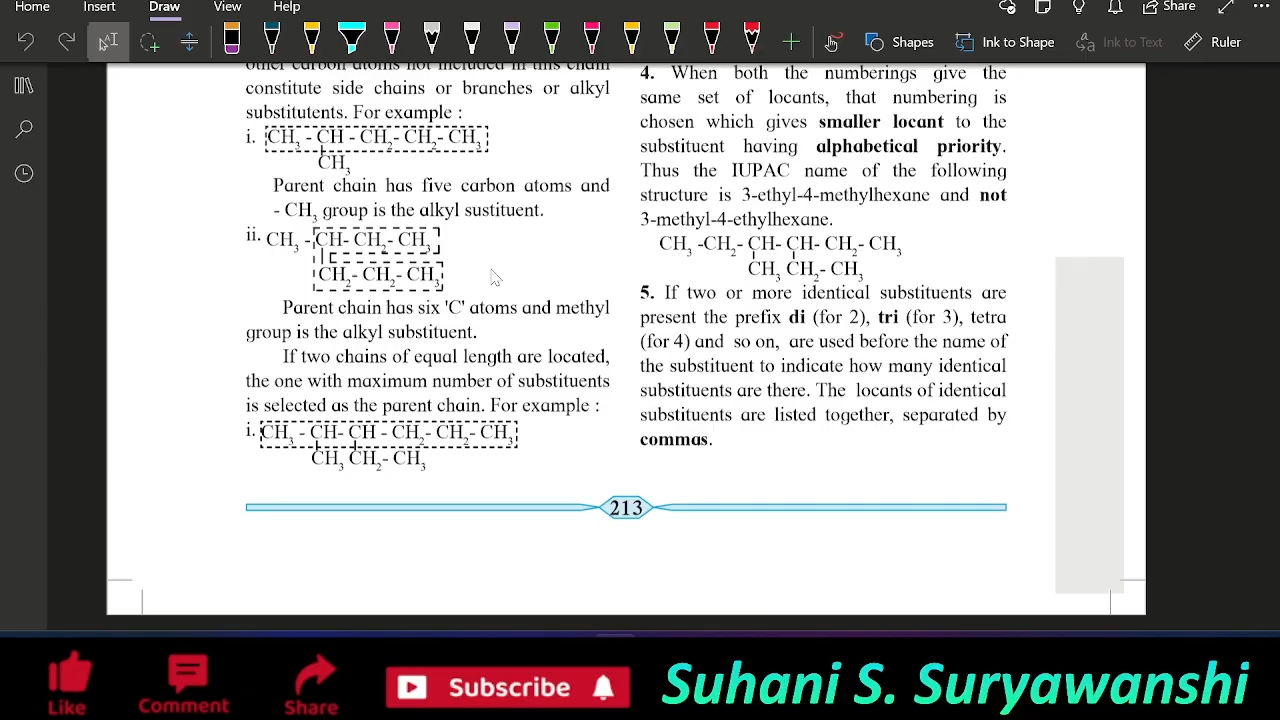 Home Insert Draw View Help Share
Shapes Ink to Shape Ink to Text Ruler
other carbon atoms not included in this chain
constitute side chains or branches or alkyl
substitutents. For example :
i. CH3 - CH - CH2- CH2- CH3
CH3
Parent chain has five carbon atoms and
- CH3 group is the alkyl sustituent.
ii. CH3 - CH- CH2- CH3
CH2- CH2- CH3
Parent chain has six 'C' atoms and methyl
group is the alkyl substituent.
If two chains of equal length are located,
the one with maximum number of substituents
is selected as the parent chain. For example :
i. CH3 - CH- CH - CH2- CH2- CH3
CH3 CH2- CH3
4. When both the numberings give the
same set of locants, that numbering is
chosen which gives smaller locant to the
substituent having alphabetical priority.
Thus the IUPAC name of the following
structure is 3-ethyl-4-methylhexane and not
3-methyl-4-ethylhexane.
CH3 -CH2- CH- CH- CH2- CH3
CH3 CH2- CH3
5. If two or more identical substituents are
present the prefix di (for 2), tri (for 3), tetra
(for 4) and so on, are used before the name of
the substituent to indicate how many identical
substituents are there. The locants of identical
substituents are listed together, separated by
commas.
213
Like Comment Share Subscribe Suhani S. Suryawanshi